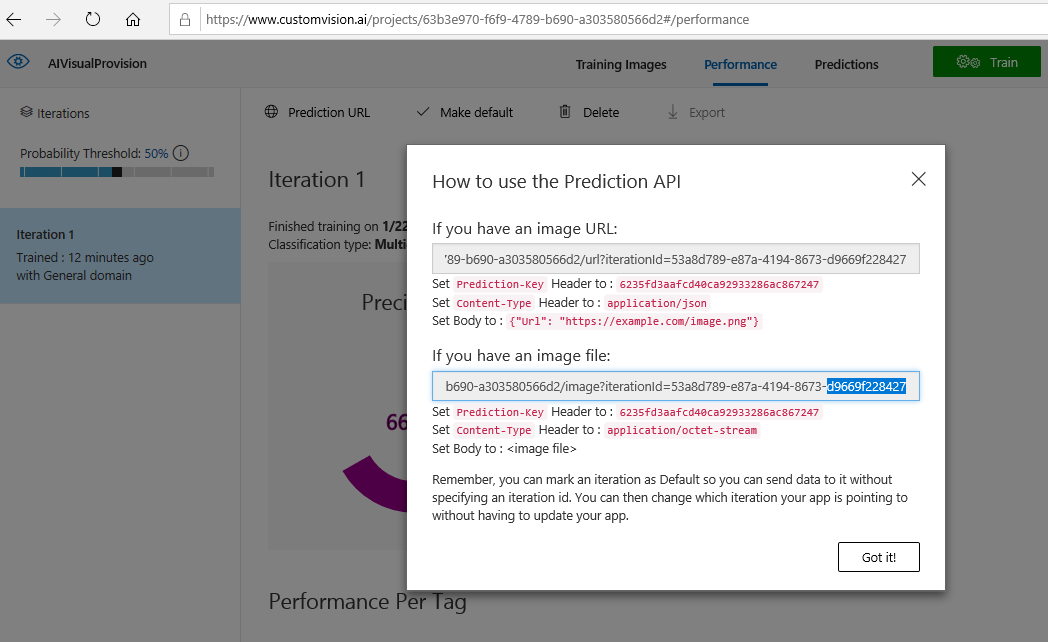 https://www.customvision.ai/projects/63b3e970-f6f9-4789-b690-a303580566d2#/performance
AIVisualProvision
Training Images
Performance
Predictions
Train
Iterations
Prediction URL
Make default
Delete
Export
Probability Threshold: 50%
Iteration 1
Trained : 12 minutes ago
with General domain
Iteration 1
Finished training on 1/22
Classification type: Multi
Preci
66
Performance Per Tag
How to use the Prediction API
If you have an image URL:
'89-b690-a303580566d2/url?iterationId=53a8d789-e87a-4194-8673-d9669f228427
Set Prediction-Key Header to : 6235fd3aafcd40ca92933286ac867247
Set Content-Type Header to : application/json
Set Body to : {"Url": "https://example.com/image.png"}
If you have an image file:
b690-a303580566d2/image?iterationId=53a8d789-e87a-4194-8673-d9669f228427
Set Prediction-Key Header to : 6235fd3aafcd40ca92933286ac867247
Set Content-Type Header to : application/octet-stream
Set Body to : <image file>
Remember, you can mark an iteration as Default so you can send data to it without
specifying an iteration id. You can then change which iteration your app is pointing to
without having to update your app.
Got it!